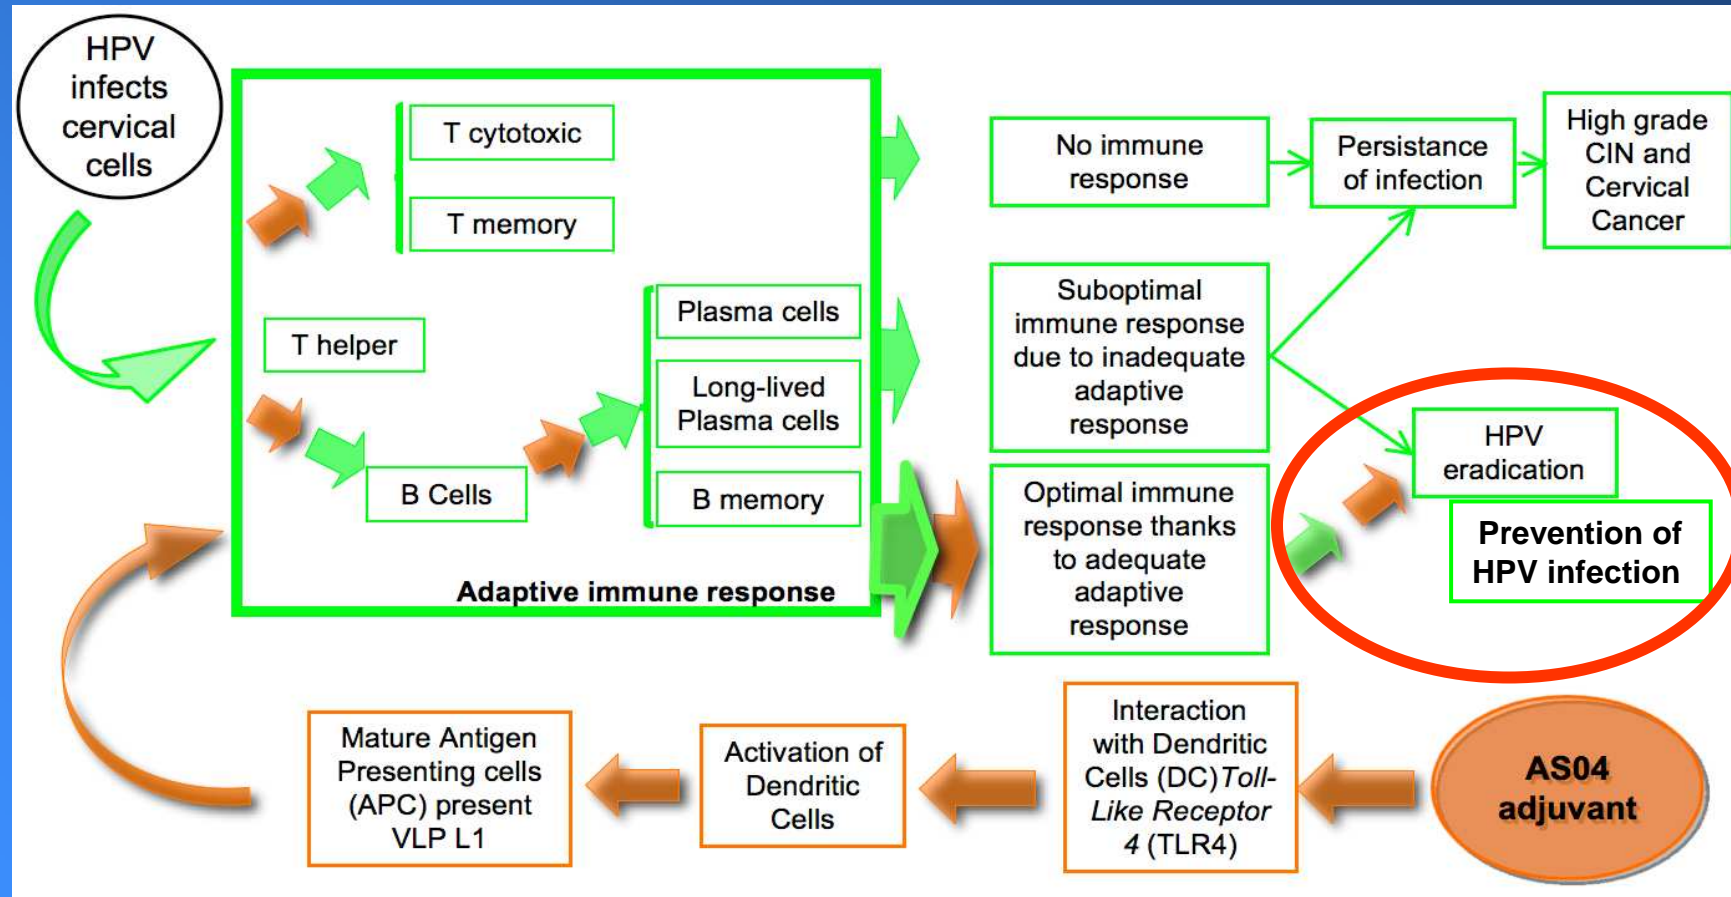 HPV
infects
cervical
cells
T cytotoxic
T memory
T helper
B Cells
Plasma cells
Long-lived
Plasma cells
B memory
Adaptive immune response
No immune
response
Persistance
of infection
High grade
CIN and
Cervical
Cancer
Suboptimal
immune response
due to inadequate
adaptive
response
Optimal immune
response thanks
to adequate
adaptive
response
HPV
eradication
Prevention of
HPV infection
Mature Antigen
Presenting cells
(APC) present
VLP L1
Activation of
Dendritic
Cells
Interaction
with Dendritic
Cells (DC)Toll-
Like Receptor
4 (TLR4)
AS04
adjuvant